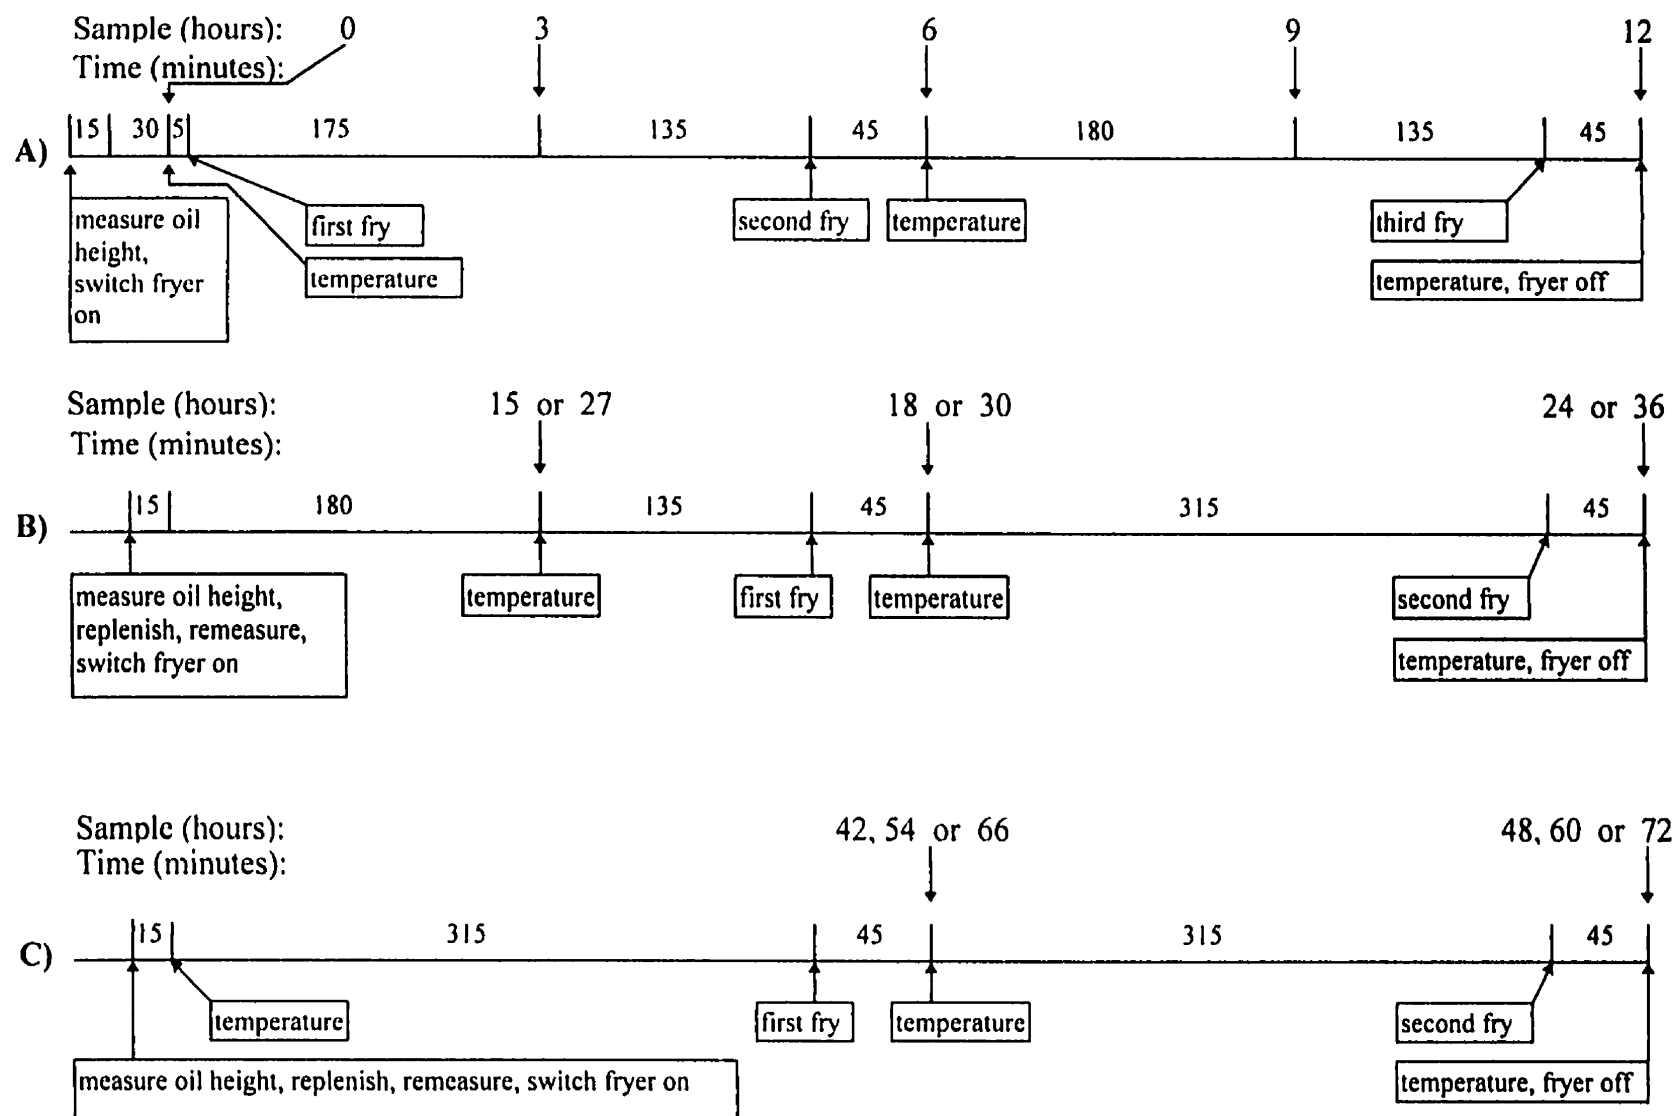 Sample (hours): 0 3 6 9 12
Time (minutes):
A) 15 30 5 175 135 45 180 135 45
measure oil
height,
switch fryer
on
first fry
temperature
second fry
temperature
third fry
temperature, fryer off
Sample (hours): 15 or 27 18 or 30 24 or 36
Time (minutes):
B) 15 180 135 45 315 45
measure oil height,
replenish, remeasure,
switch fryer on
temperature
first fry
temperature
second fry
temperature, fryer off
Sample (hours): 42, 54 or 66 48, 60 or 72
Time (minutes):
C) 15 315 45 315 45
temperature
first fry
temperature
second fry
measure oil height, replenish, remeasure, switch fryer on
temperature, fryer off